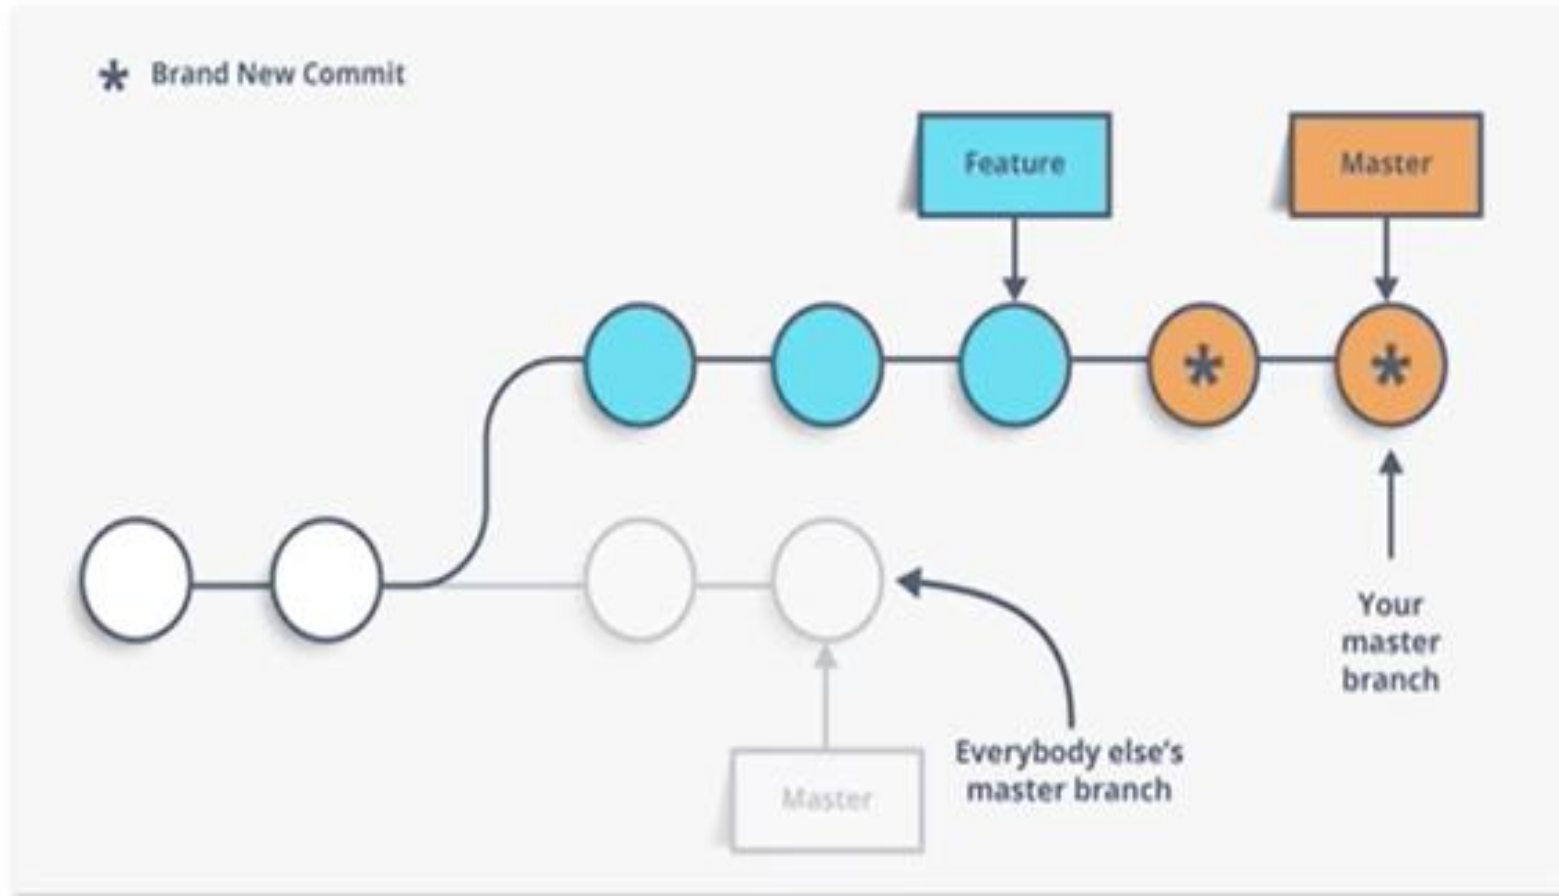 * Brand New Commit
Feature
Master
*
*
Your
master
branch
Everybody else's
master branch
Master